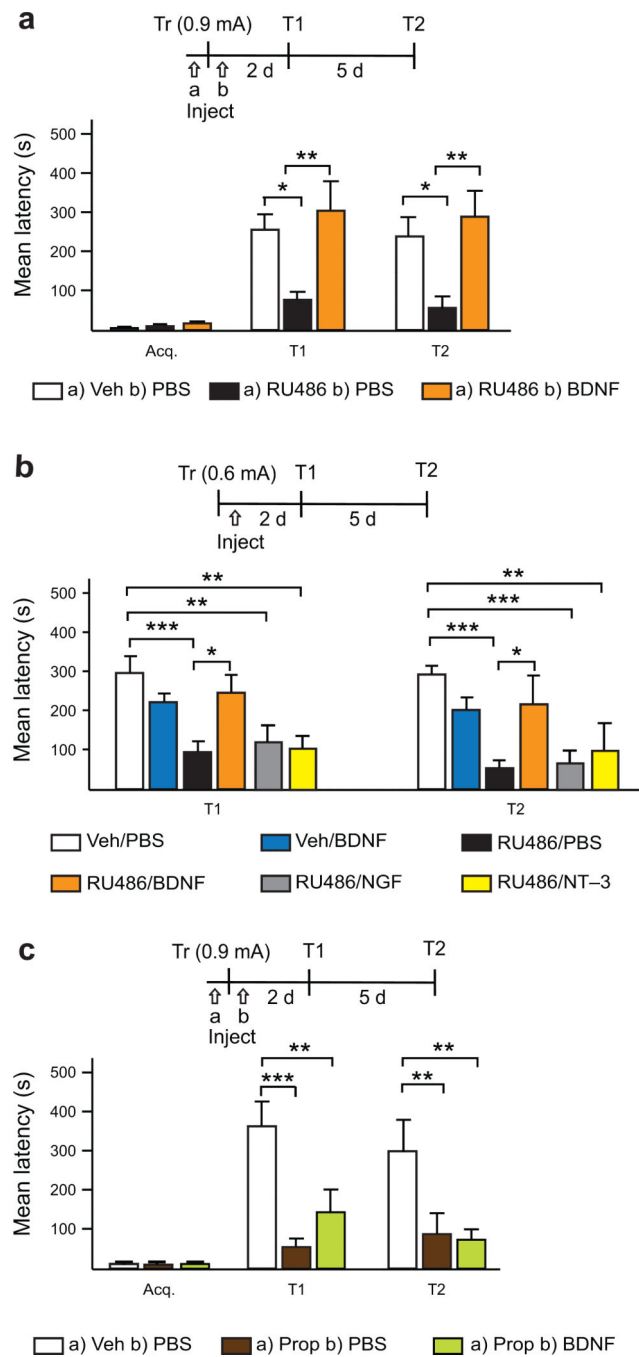 a
Tr (0.9 mA) T1 T2
2 d 5 d
a b
Inject
Mean latency (s)
500
400
300
200
100
* **
* **
Acq. T1 T2
a) Veh b) PBS a) RU486 b) PBS a) RU486 b) BDNF
b
Tr (0.6 mA) T1 T2
2 d 5 d
Inject
Mean latency (s)
500
400
300
200
100
** ** *** *
** *** *** *
T1 T2
Veh/PBS Veh/BDNF RU486/PBS
RU486/BDNF RU486/NGF RU486/NT–3
c
Tr (0.9 mA) T1 T2
2 d 5 d
a b
Inject
Mean latency (s)
500
400
300
200
100
** ***
** **
Acq. T1 T2
a) Veh b) PBS a) Prop b) PBS a) Prop b) BDNF